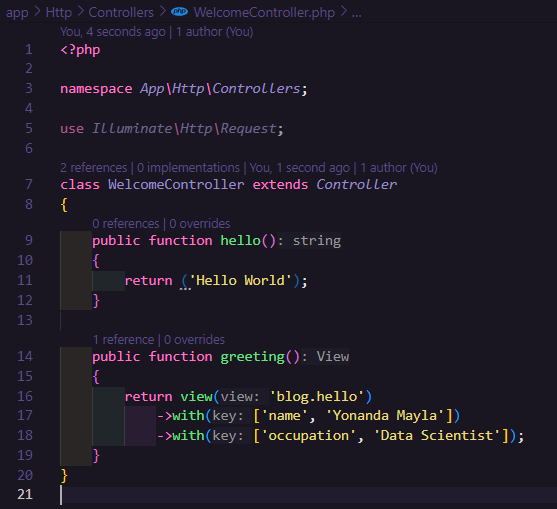 app > Http > Controllers > php WelcomeController.php > ...
You, 4 seconds ago | 1 author (You)
1 <?php
2
3 namespace App\Http\Controllers;
4
5 use Illuminate\Http\Request;
6
2 references | 0 implementations | You, 1 second ago | 1 author (You)
7 class WelcomeController extends Controller
8 {
0 references | 0 overrides
9 public function hello(): string
10 {
11 return ('Hello World');
12 }
13
1 reference | 0 overrides
14 public function greeting(): View
15 {
16 return view(view: 'blog.hello')
17 ->with(key: ['name', 'Yonanda Mayla'])
18 ->with(key: ['occupation', 'Data Scientist']);
19 }
20 }
21